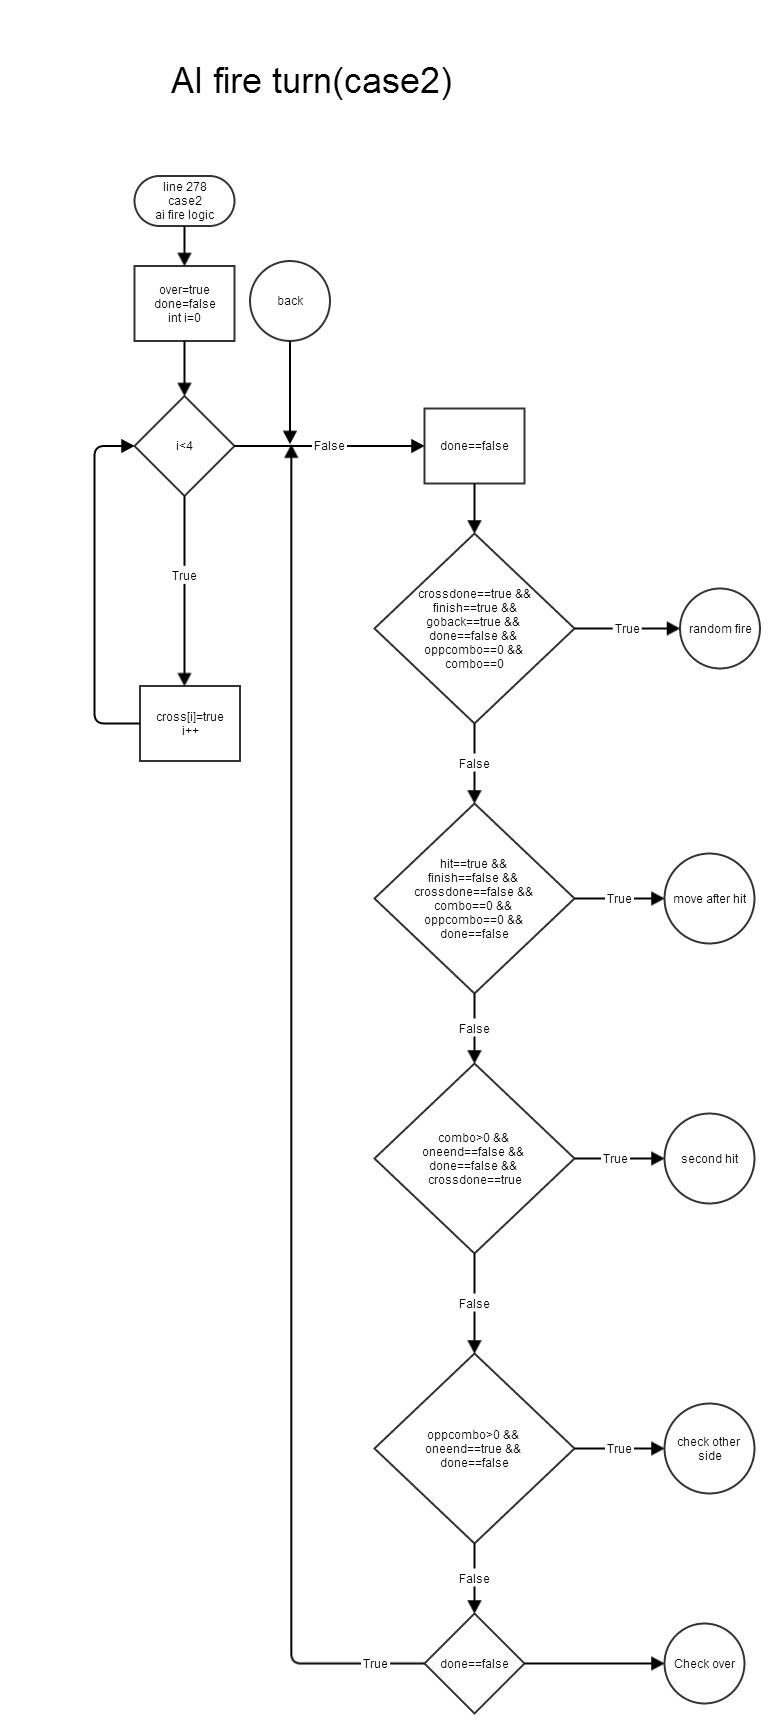 AI fire turn(case2)
line 278
case2
ai fire logic
over=true
done=false
int i=0
back
i<4
False
done==false
True
cross[i]=true
i++
crossdone==true &&
finish==true &&
goback==true &&
done==false &&
oppcombo==0 &&
combo==0
True
random fire
False
hit==true &&
finish==false &&
crossdone==false &&
combo==0 &&
oppcombo==0 &&
done==false
True
move after hit
False
combo>0 &&
oneend==false &&
done==false &&
crossdone==true
True
second hit
False
oppcombo>0 &&
oneend==true &&
done==false
True
check other
side
False
True
done==false
Check over